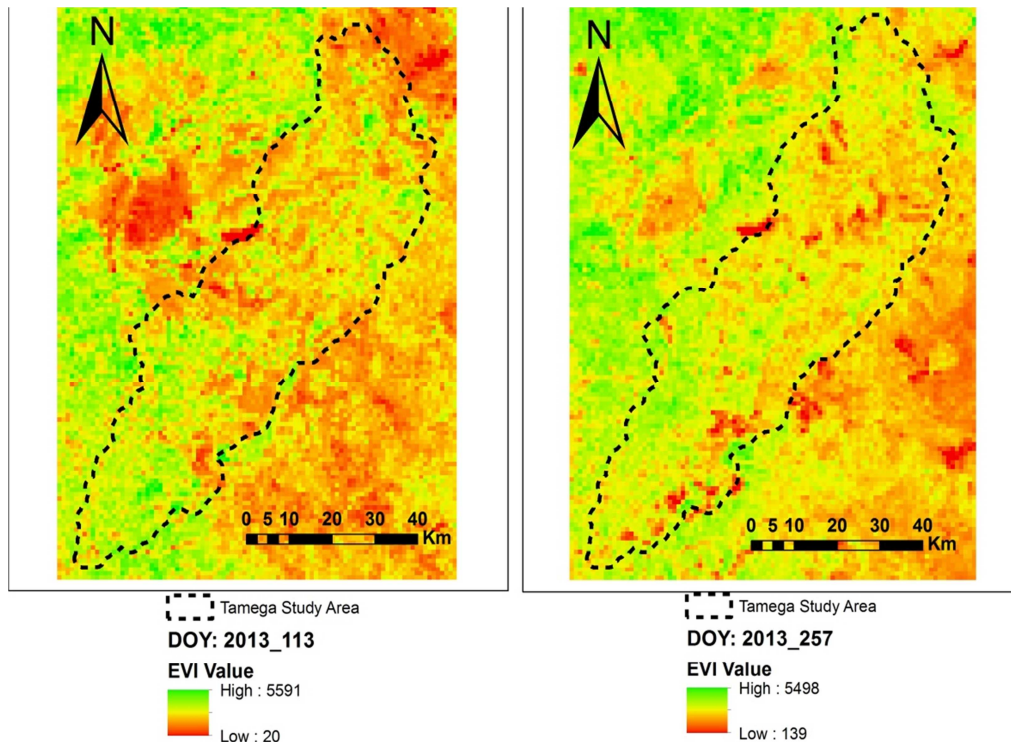 N
0 5 10 20 30 40
Km
Tamega Study Area
DOY: 2013_113
EVI Value
High : 5591
Low : 20
N
0 5 10 20 30 40
Km
Tamega Study Area
DOY: 2013_257
EVI Value
High : 5498
Low : 139